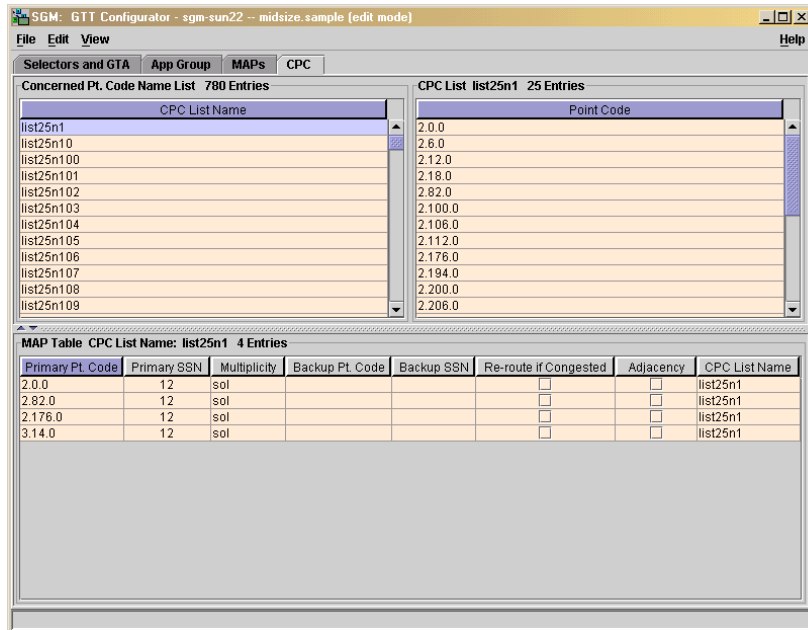 SGM: GTT Configurator - sgm-sun22 -- midsize.sample (edit mode)
File Edit View Help
Selectors and GTA App Group MAPs CPC
Concerned Pt. Code Name List 780 Entries
CPC List Name
list25n1
list25n10
list25n100
list25n101
list25n102
list25n103
list25n104
list25n105
list25n106
list25n107
list25n108
list25n109
CPC List list25n1 25 Entries
Point Code
2.0.0
2.6.0
2.12.0
2.18.0
2.82.0
2.100.0
2.106.0
2.112.0
2.176.0
2.194.0
2.200.0
2.206.0
MAP Table CPC List Name: list25n1 4 Entries
Primary Pt. Code Primary SSN Multiplicity Backup Pt. Code Backup SSN Re-route if Congested Adjacency CPC List Name
2.0.0 12 sol list25n1
2.82.0 12 sol list25n1
2.176.0 12 sol list25n1
3.14.0 12 sol list25n1